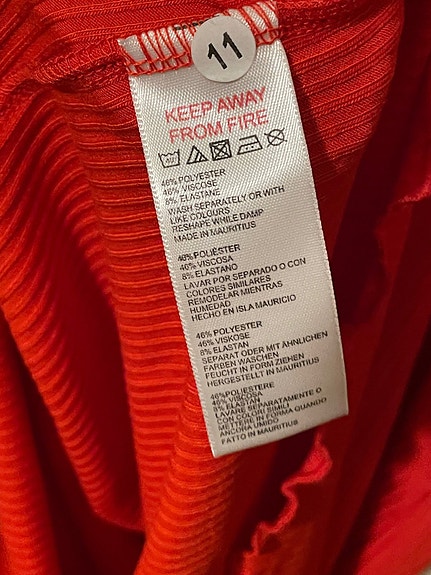 11
KEEP AWAY
FROM FIRE
46% POLYESTER
46% VISCOSE
8% ELASTANE
WASH SEPARATELY OR WITH
LIKE COLOURS
RESHAPE WHILE DAMP
MADE IN MAURITIUS
46% POLIÉSTER
46% VISCOSA
8% ELASTANO
LAVAR POR SEPARADO O CON
COLORES SIMILARES
REMODELAR MIENTRAS
HUMEDAD
HECHO EN ISLA MAURICIO
46% POLYESTER
46% VISKOSE
8% ELASTAN
SEPARAT ODER MIT ÄHNLICHEN
FARBEN WASCHEN
FEUCHT IN FORM ZIEHEN
HERGESTELLT IN MAURITIUS
46%POLIESTERE
46% VISCOSA
8% ELASTAN
LAVARE SEPARATAMENTE O
CON COLORI SIMILI
METTERE IN FORMA QUANDO
ANCORA UMIDO
FATTO IN MAURITIUS